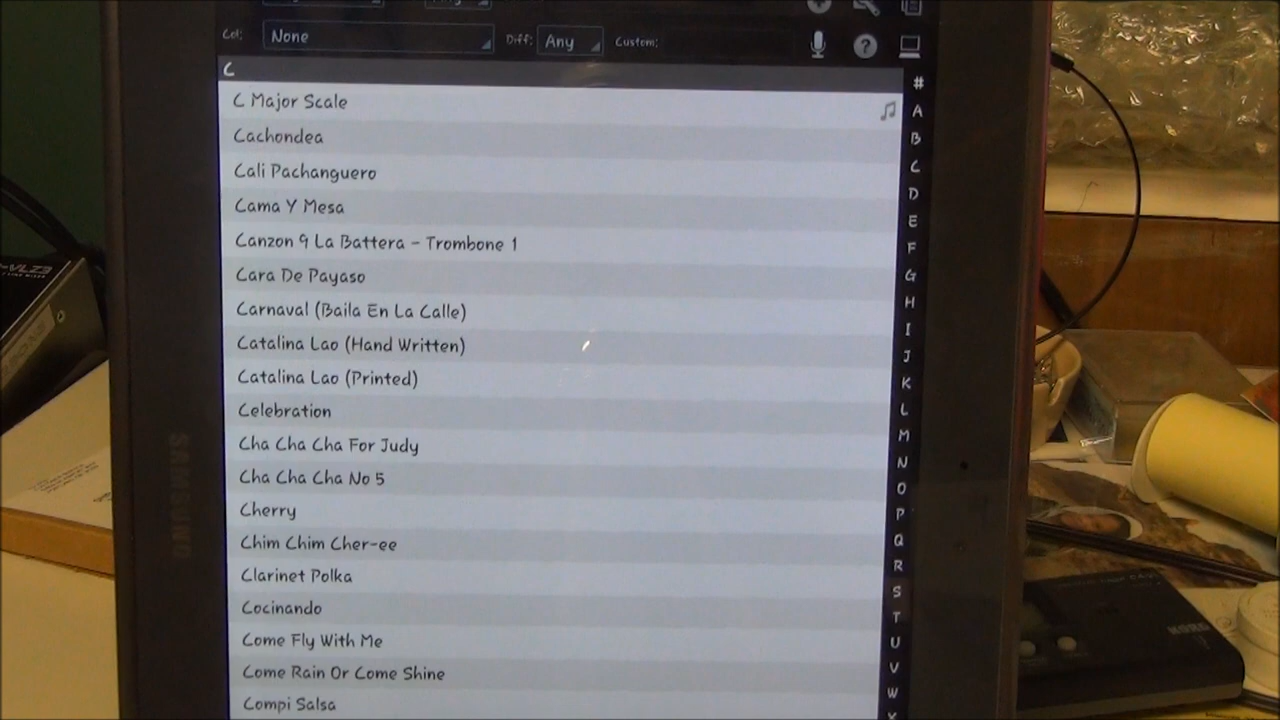 Col: None Diff: Any Custom: ?
C
C Major Scale
Cachondea
Cali Pachanguero
Cama Y Mesa
Canzon 9 La Battera - Trombone 1
Cara De Payaso
Carnaval (Baila En La Calle)
Catalina Lao (Hand Written)
Catalina Lao (Printed)
Celebration
Cha Cha Cha For Judy
Cha Cha Cha No 5
Cherry
Chim Chim Cher-ee
Clarinet Polka
Cocinando
Come Fly With Me
Come Rain Or Come Shine
Compi Salsa
#
A
B
C
D
E
F
G
H
I
J
K
L
M
N
O
P
Q
R
S
T
U
V
W
X
SAMSUNG
-VLZ3
KORG